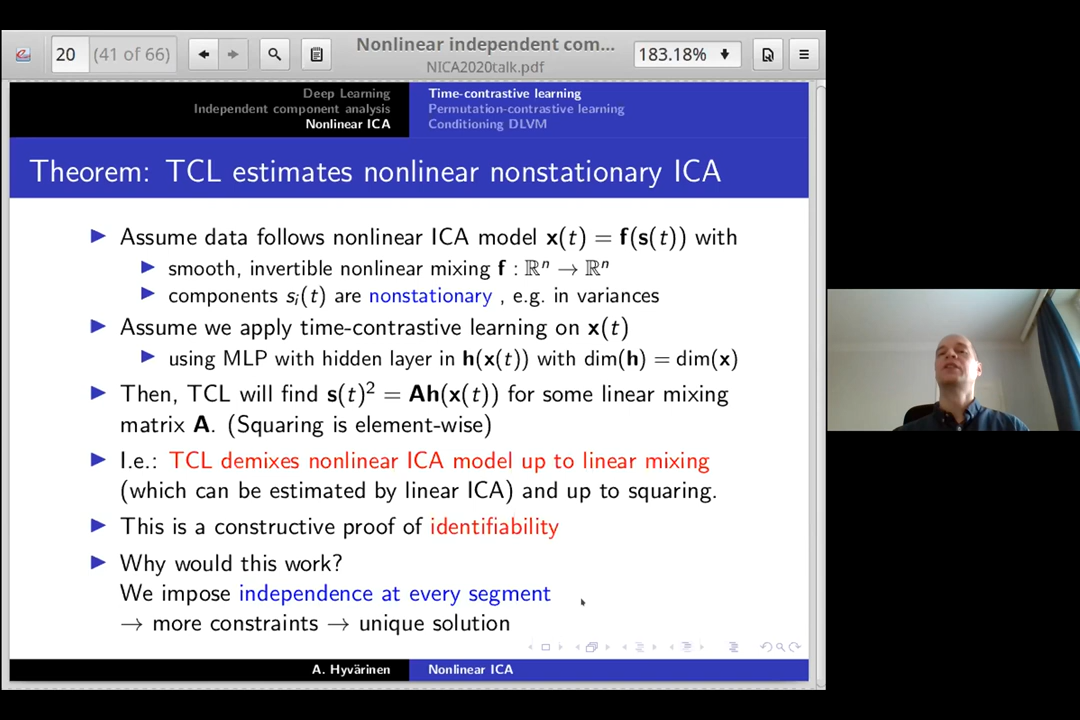 20 (41 of 66)
Nonlinear independent com...
NICA2020talk.pdf
183.18%
Deep Learning
Independent component analysis
Nonlinear ICA
Time-contrastive learning
Permutation-contrastive learning
Conditioning DLVM
Theorem: TCL estimates nonlinear nonstationary ICA
Assume data follows nonlinear ICA model x(t) = f(s(t)) with
smooth, invertible nonlinear mixing f : ℝⁿ → ℝⁿ
components sᵢ(t) are nonstationary , e.g. in variances
Assume we apply time-contrastive learning on x(t)
using MLP with hidden layer in h(x(t)) with dim(h) = dim(x)
Then, TCL will find s(t)² = Ah(x(t)) for some linear mixing
matrix A. (Squaring is element-wise)
I.e.: TCL demixes nonlinear ICA model up to linear mixing
(which can be estimated by linear ICA) and up to squaring.
This is a constructive proof of identifiability
Why would this work?
We impose independence at every segment
→ more constraints → unique solution
A. Hyvärinen
Nonlinear ICA